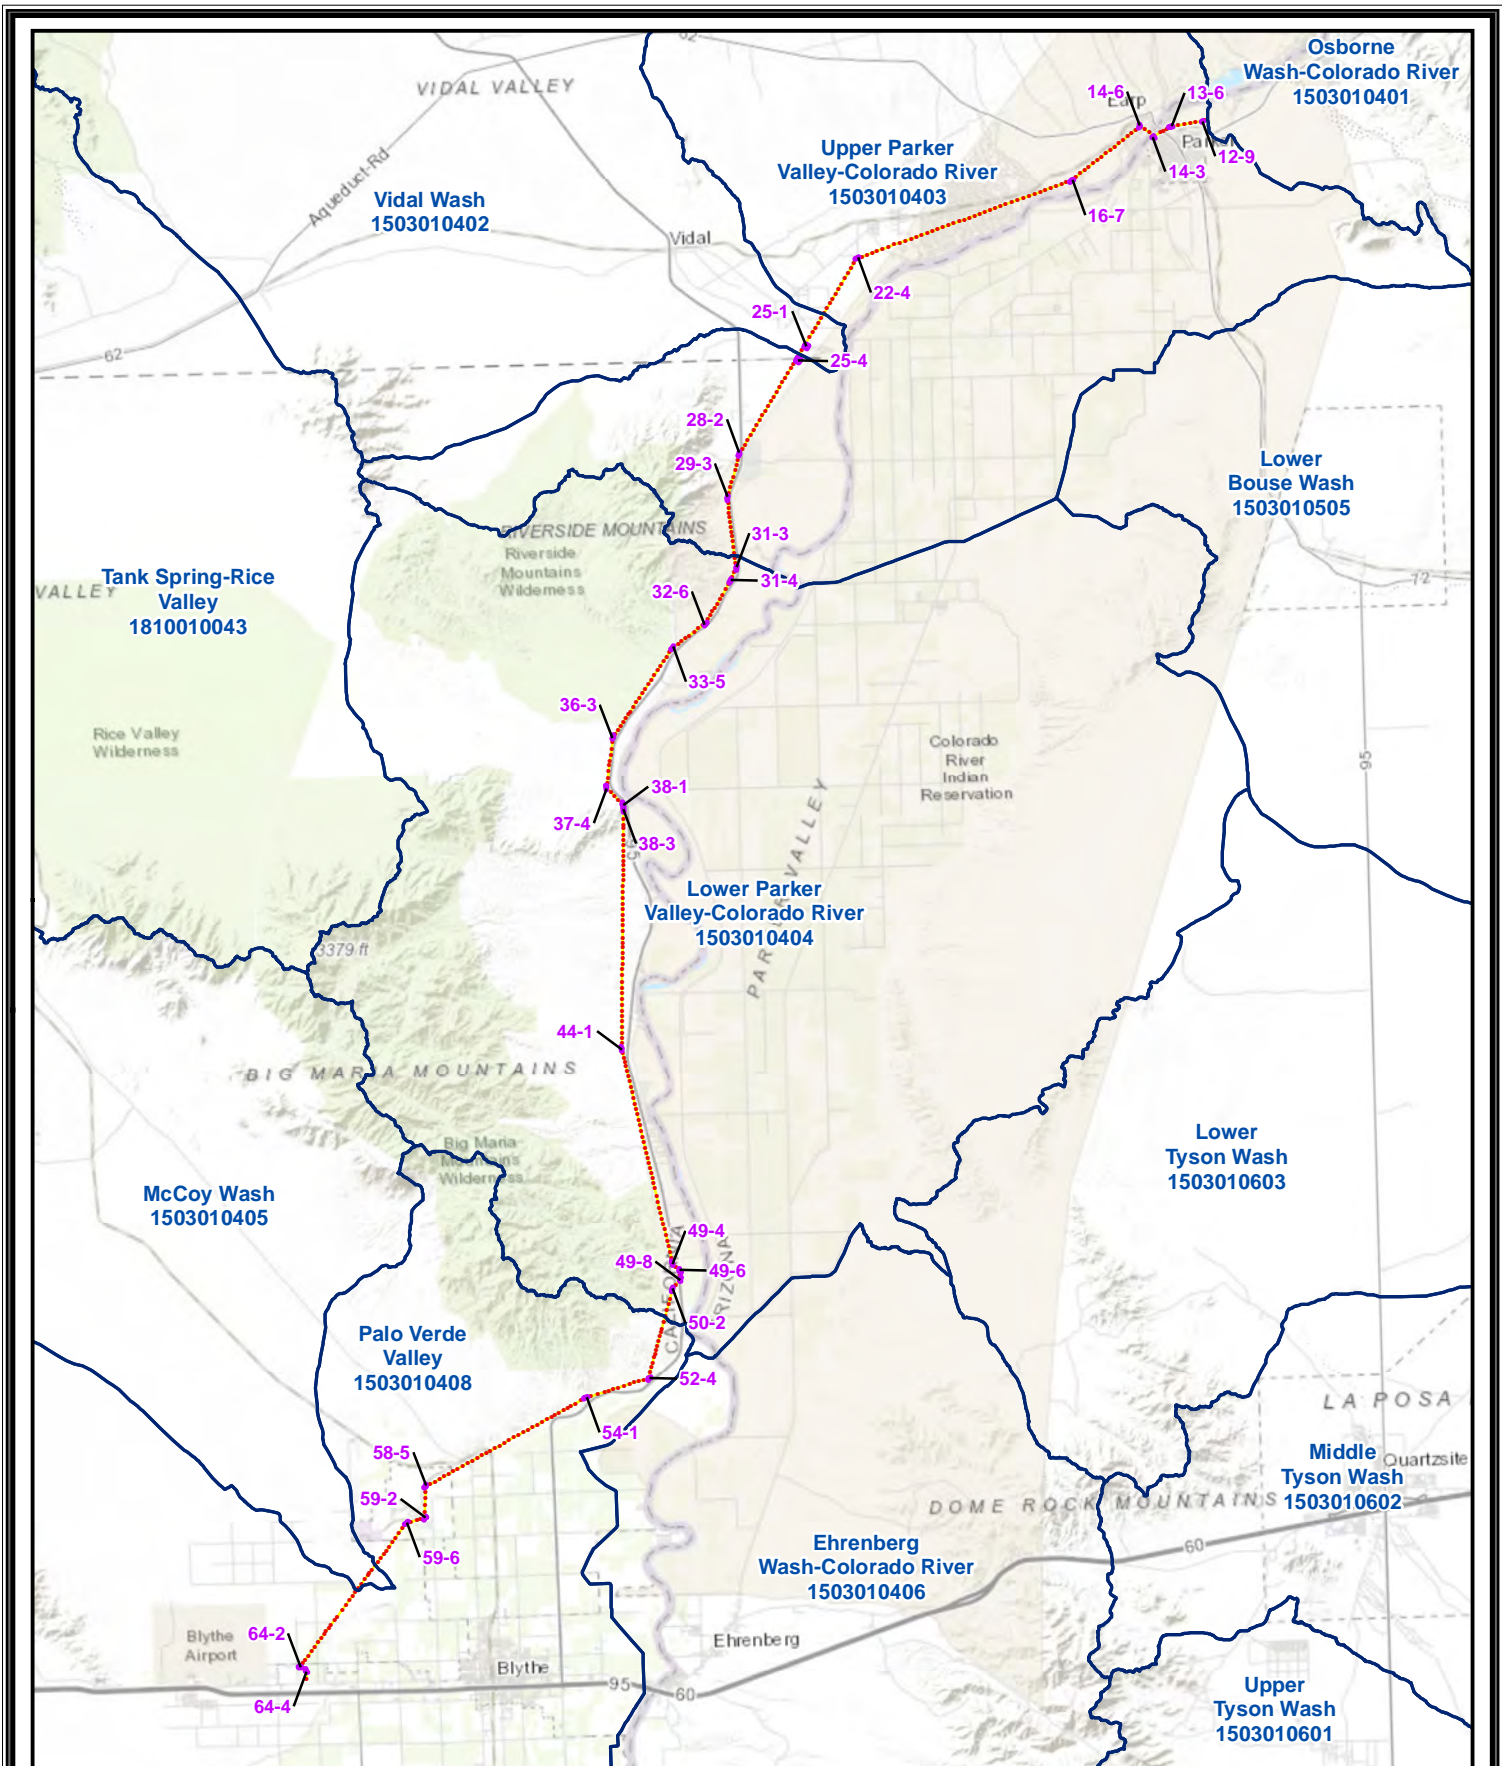 62
Osborne
Wash-Colorado River
1503010401
VIDAL VALLEY
14-6
Earp
13-6
Parker
12-9
14-3
Upper Parker
Valley-Colorado River
1503010403
Aqueduct-Rd
Vidal Wash
1503010402
16-7
Vidal
22-4
25-1
25-4
62
28-2
29-3
Lower
Bouse Wash
1503010505
RIVERSIDE MOUNTAINS
31-3
Riverside
Mountains
Wilderness
31-4
32-6
72
Tank Spring-Rice
Valley
1810010043
VALLEY
33-5
36-3
Rice Valley
Wilderness
Colorado
River
Indian
Reservation
95
38-1
37-4
38-3
95
PARKER VALLEY
Lower Parker
Valley-Colorado River
1503010404
3379 ft
44-1
BIG MARIA MOUNTAINS
Big Maria
Mountains
Wilderness
Lower
Tyson Wash
1503010603
McCoy Wash
1503010405
49-4
49-8
49-6
CALIFORNIA
ARIZONA
50-2
Palo Verde
Valley
1503010408
52-4
54-1
LA POSA
58-5
Middle
Tyson Wash
1503010602
Quartzsite
59-2
DOME ROCK MOUNTAINS
59-6
Ehrenberg
Wash-Colorado River
1503010406
60
64-2
Blythe
Airport
Ehrenberg
Blythe
64-4
95
60
Upper
Tyson Wash
1503010601